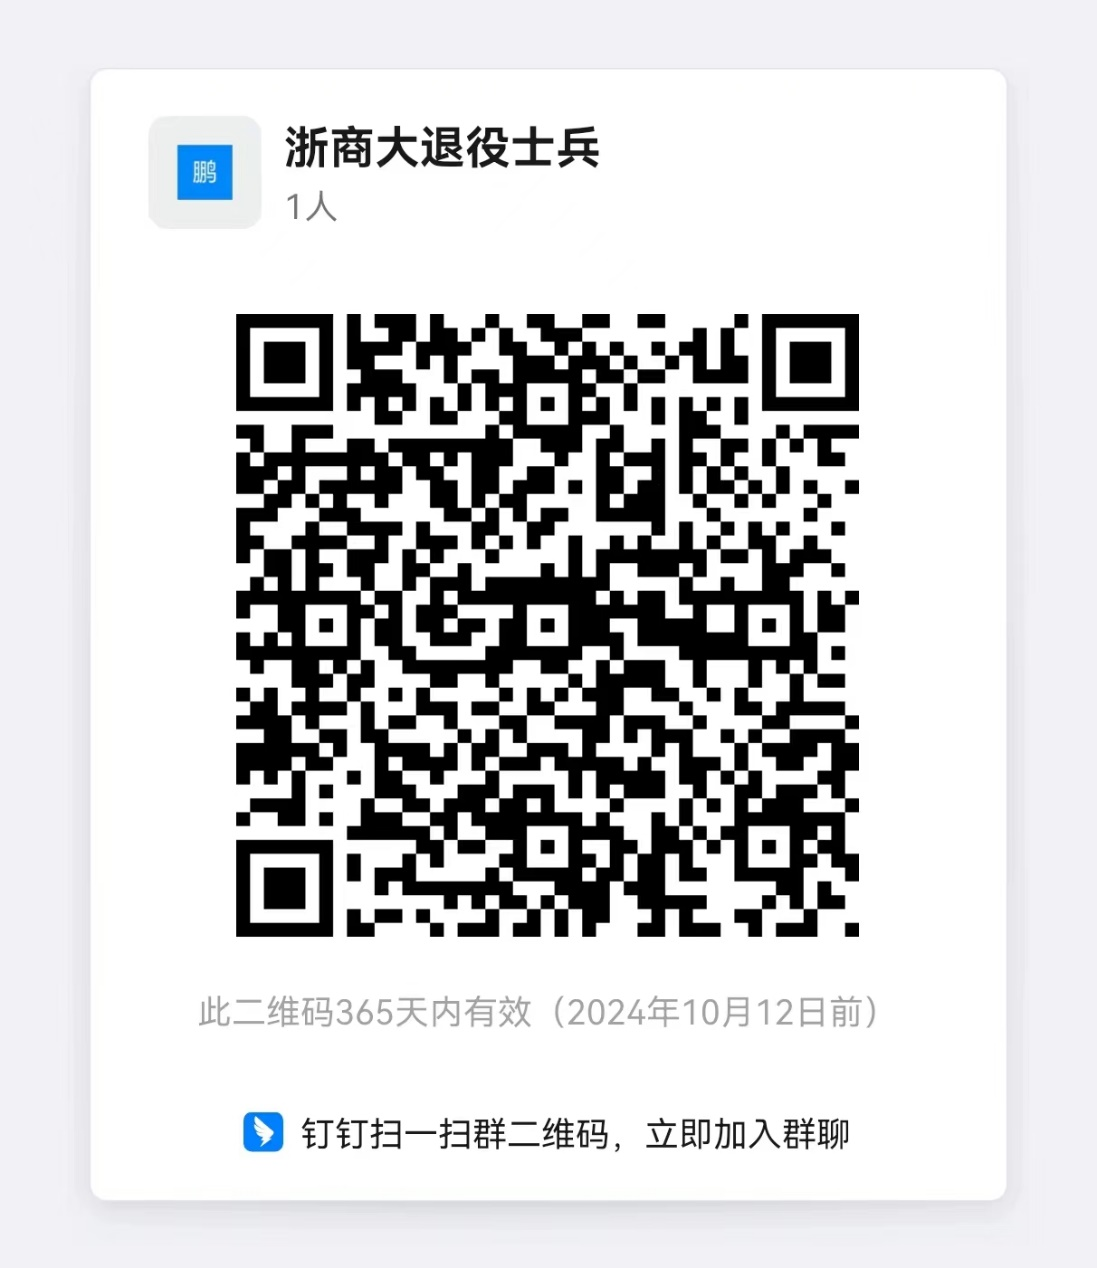 鹏
浙商大退役士兵
1人
此二维码365天内有效（2024年10月12日前）
钉钉扫一扫群二维码，立即加入群聊